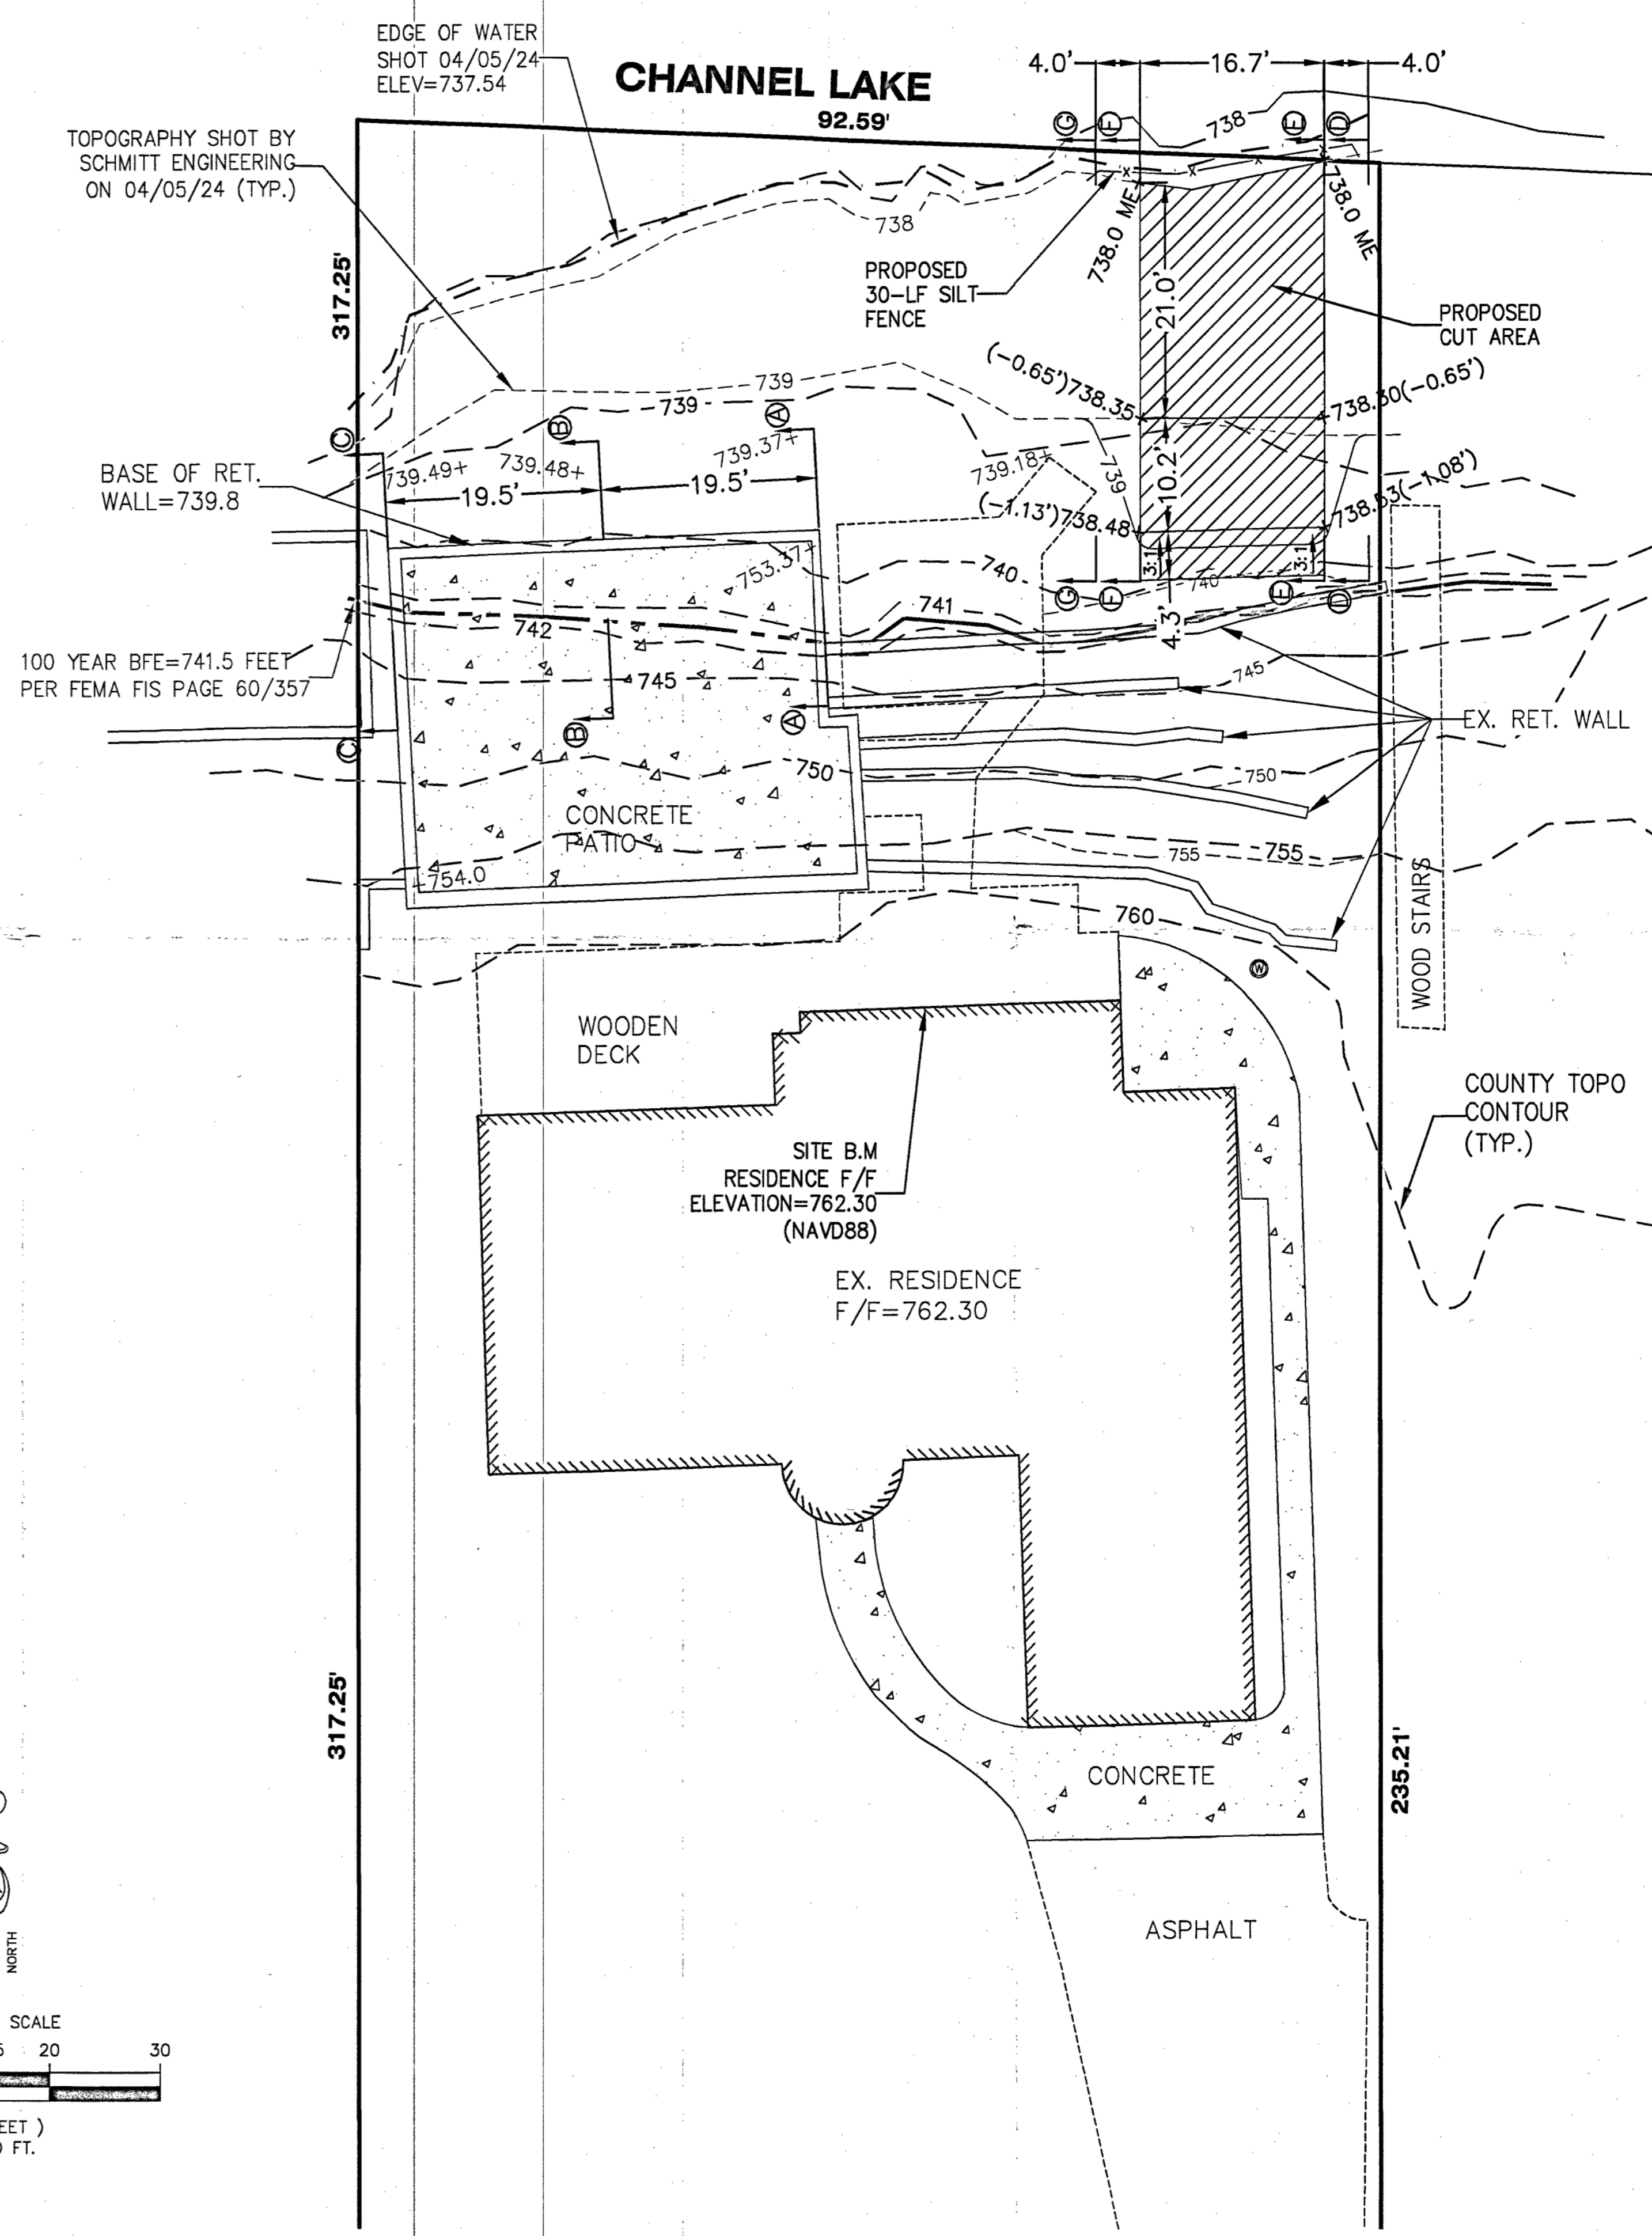 EDGE OF WATER
SHOT 04/05/24
ELEV=737.54
CHANNEL LAKE
92.59'
4.0'
16.7'
4.0'
TOPOGRAPHY SHOT BY
SCHMITT ENGINEERING
ON 04/05/24 (TYP.)
G
F
738
E
D
738
738.0 ME
738.0 ME
317.25'
PROPOSED
30-LF SILT
FENCE
21.0'
PROPOSED
CUT AREA
(-0.65')738.35
738.30(-0.65')
739
739
A
B
C
739.49+
739.48+
739.37+
739.18+
739
19.5'
19.5'
10.2'
BASE OF RET.
WALL=739.8
(-1.13')738.48
738.53(-1.08')
753.37+
740
740
3:1
3:1
G
F
E
D
741
742
4.3'
100 YEAR BFE=741.5 FEET
PER FEMA FIS PAGE 60/357
745
745
EX. RET. WALL
A
B
C
750
750
CONCRETE
PATIO
755
755
754.0
760
WOOD STAIRS
W
WOODEN
DECK
COUNTY TOPO
CONTOUR
(TYP.)
SITE B.M
RESIDENCE F/F
ELEVATION=762.30
(NAVD88)
EX. RESIDENCE
F/F=762.30
317.25'
235.21'
CONCRETE
ASPHALT
NORTH
SCALE
20
30
FT.